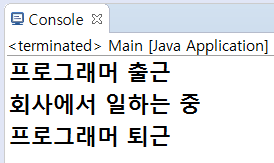 Console
<terminated> Main [Java Application]
프로그래머 출근
회사에서 일하는 중
프로그래머 퇴근